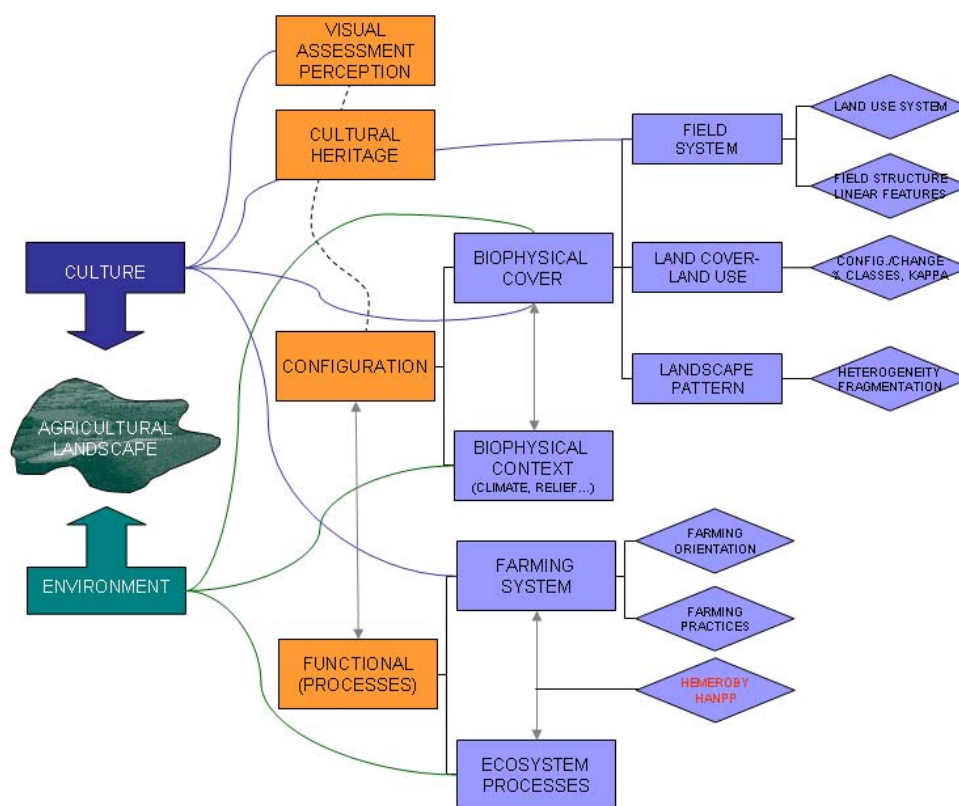 VISUAL
ASSESSMENT
PERCEPTION
CULTURAL
HERITAGE
FIELD
SYSTEM
LAND USE SYSTEM
FIELD STRUCTURE
LINEAR FEATURES
CULTURE
BIOPHYSICAL
COVER
LAND COVER-
LAND USE
CONFIG./CHANGE
% CLASSES, KAPPA
CONFIGURATION
LANDSCAPE
PATTERN
HETEROGENEITY
FRAGMENTATION
AGRICULTURAL
LANDSCAPE
BIOPHYSICAL
CONTEXT
(CLIMATE, RELIEF...)
ENVIRONMENT
FARMING
SYSTEM
FARMING
ORIENTATION
FARMING
PRACTICES
FUNCTIONAL
(PROCESSES)
HEMEROBY
HANPP
ECOSYSTEM
PROCESSES